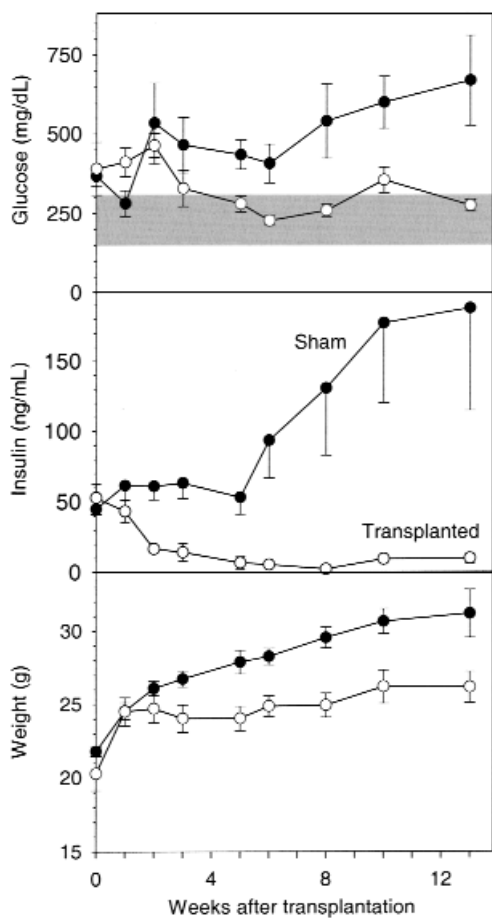 Glucose (mg/dL)
750
500
250
0
Insulin (ng/mL)
150
100
50
0
Sham
Transplanted
Weight (g)
30
25
20
15
0
4
8
12
Weeks after transplantation